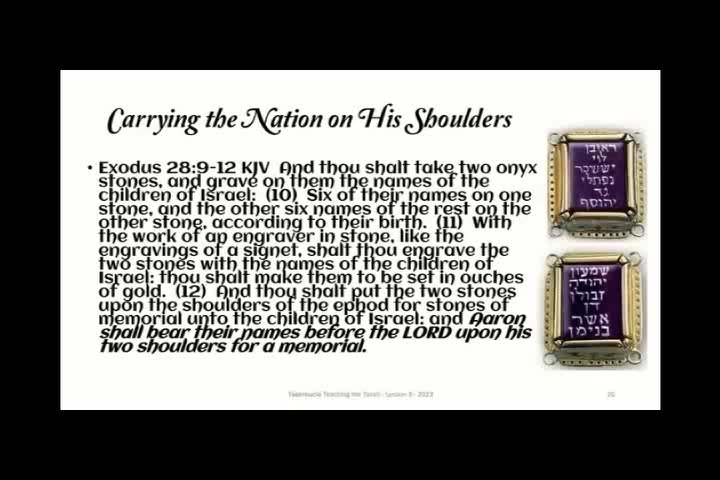 Carrying the Nation on His Shoulders
• Exodus 28:9-12 KJV And thou shalt take two onyx
stones, and grave on them the names of the
children of Israel: (10) Six of their names on one
stone, and the other six names of the rest on the
other stone, according to their birth. (11) With
the work of an engraver in stone, like the
engravings of a signet, shalt thou engrave the
two stones with the names of the children of
Israel: thou shalt make them to be set in ouches
of gold. (12) And thou shalt put the two stones
upon the shoulders of the ephod for stones of
memorial unto the children of Israel: and Aaron
shall bear their names before the LORD upon his
two shoulders for a memorial.
ראיבן
לוי
יששכר
נפתלי
גד
יהוסף
שמעון
יהודה
זבולן
דן
אשר
בנימן
Teaching the Torah - Lesson 3 - 2023